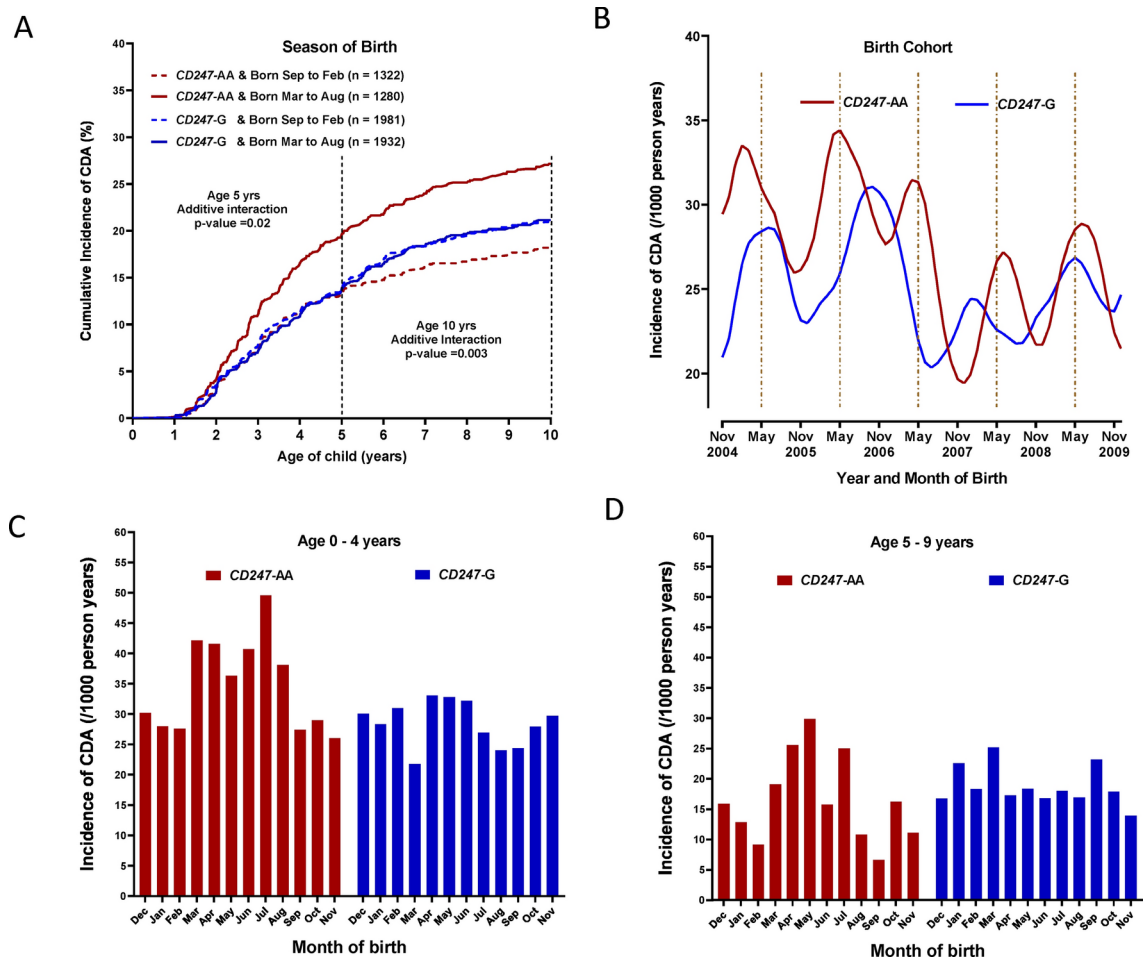 A
Season of Birth
CD247-AA & Born Sep to Feb (n = 1322)
CD247-AA & Born Mar to Aug (n = 1280)
CD247-G & Born Sep to Feb (n = 1981)
CD247-G & Born Mar to Aug (n = 1932)
Age 5 yrs
Additive interaction
p-value =0.02
Age 10 yrs
Additive Interaction
p-value =0.003
Cumulative Incidence of CDA (%)
40
35
30
25
20
15
10
5
0
0 1 2 3 4 5 6 7 8 9 10
Age of child (years)
B
Birth Cohort
CD247-AA
CD247-G
Incidence of CDA (/1000 person years)
40
35
30
25
20
Nov May Nov May Nov May Nov May Nov May Nov
2004 2005 2006 2007 2008 2009
Year and Month of Birth
C
Age 0 - 4 years
CD247-AA
CD247-G
Incidence of CDA (/1000 person years)
60
55
50
45
40
35
30
25
20
15
10
5
0
Dec Jan Feb Mar Apr May Jun Jul Aug Sep Oct Nov Dec Jan Feb Mar Apr May Jun Jul Aug Sep Oct Nov
Month of birth
D
Age 5 - 9 years
CD247-AA
CD247-G
Incidence of CDA (/1000 person years)
60
55
50
45
40
35
30
25
20
15
10
5
0
Dec Jan Feb Mar Apr May Jun Jul Aug Sep Oct Nov Dec Jan Feb Mar Apr May Jun Jul Aug Sep Oct Nov
Month of birth